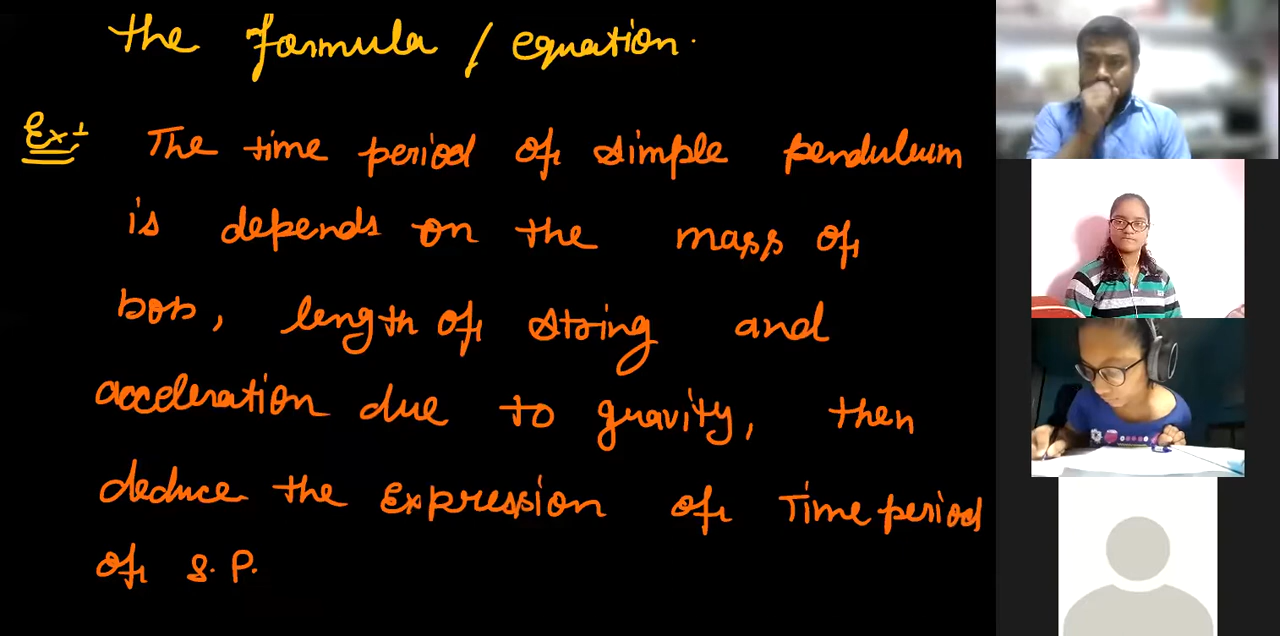 the formula / equation.
Ex:- The time period of simple penduleum
is depends on the mass of
bob, length of string and
acceleration due to gravity, then
deduce the Expression of Time period
of S.P.